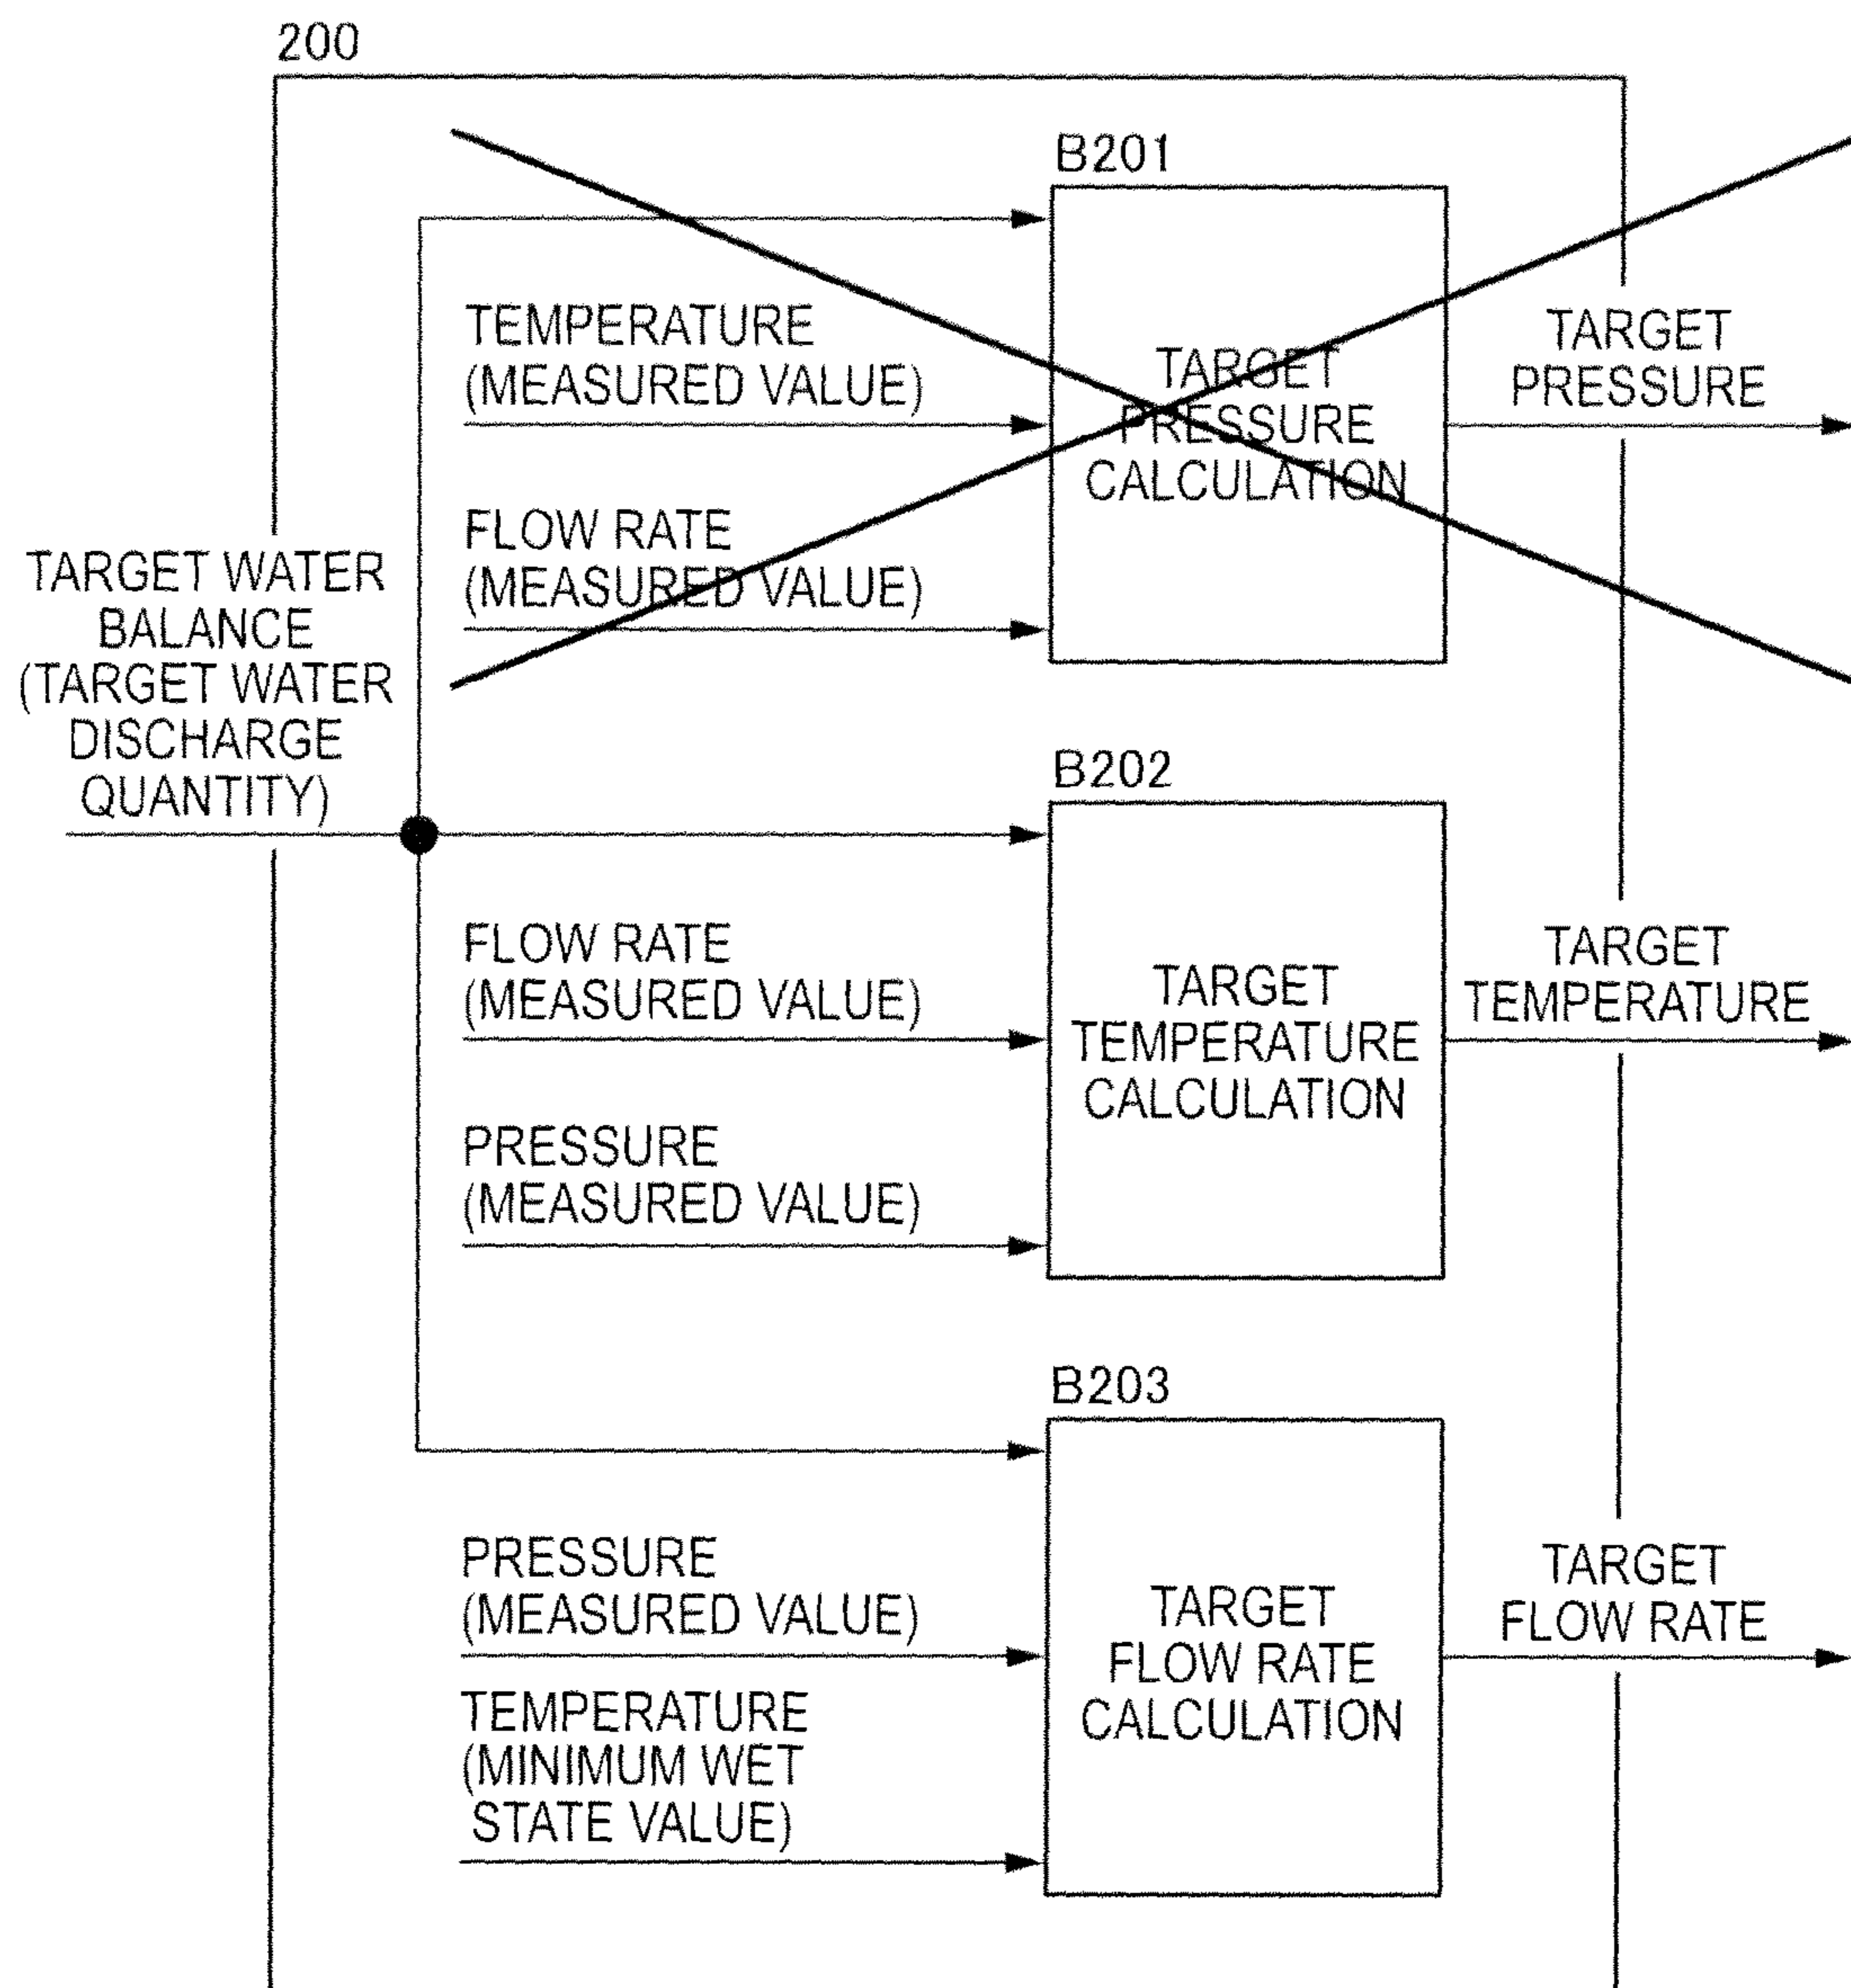 200
B201
TEMPERATURE
(MEASURED VALUE)
FLOW RATE
(MEASURED VALUE)
TARGET
PRESSURE
CALCULATION
TARGET
PRESSURE
TARGET WATER
BALANCE
(TARGET WATER
DISCHARGE
QUANTITY)
B202
FLOW RATE
(MEASURED VALUE)
PRESSURE
(MEASURED VALUE)
TARGET
TEMPERATURE
CALCULATION
TARGET
TEMPERATURE
B203
PRESSURE
(MEASURED VALUE)
TEMPERATURE
(MINIMUM WET
STATE VALUE)
TARGET
FLOW RATE
CALCULATION
TARGET
FLOW RATE